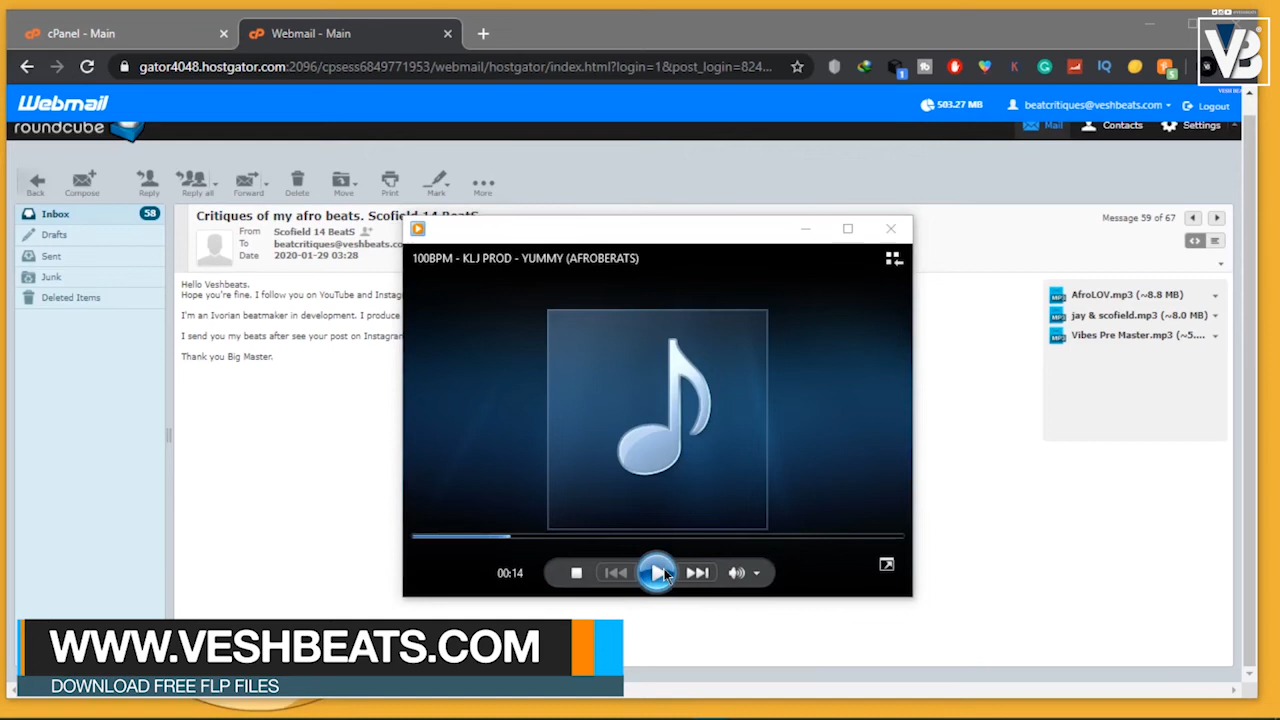 cPanel - Main
Webmail - Main
gator4048.hostgator.com:2096/cpsess6849771953/webmail/hostgator/index.html?login=1&post_login=824...
VB
Webmail
503.27 MB
beatcritiques@veshbeats.com
Logout
roundcube
Mail
Contacts
Settings
Back
Compose
Reply
Reply all
Forward
Delete
Move
Print
Mark
More
Inbox
58
Drafts
Sent
Junk
Deleted Items
Critiques of my afro beats. Scofield 14 BeatS
Message 59 of 67
From Scofield 14 BeatS
To beatcritiques@veshbeats.co
Date 2020-01-29 03:28
Hello Veshbeats.
Hope you're fine. I follow you on YouTube and Instag
I'm an Ivorian beatmaker in development. I produce
I send you my beats after see your post on Instagram
Thank you Big Master.
100BPM - KLJ PROD - YUMMY (AFROBERATS)
00:14
AfroLOV.mp3 (~8.8 MB)
jay & scofield.mp3 (~8.0 MB)
Vibes Pre Master.mp3 (~5....
WWW.VESHBEATS.COM
DOWNLOAD FREE FLP FILES